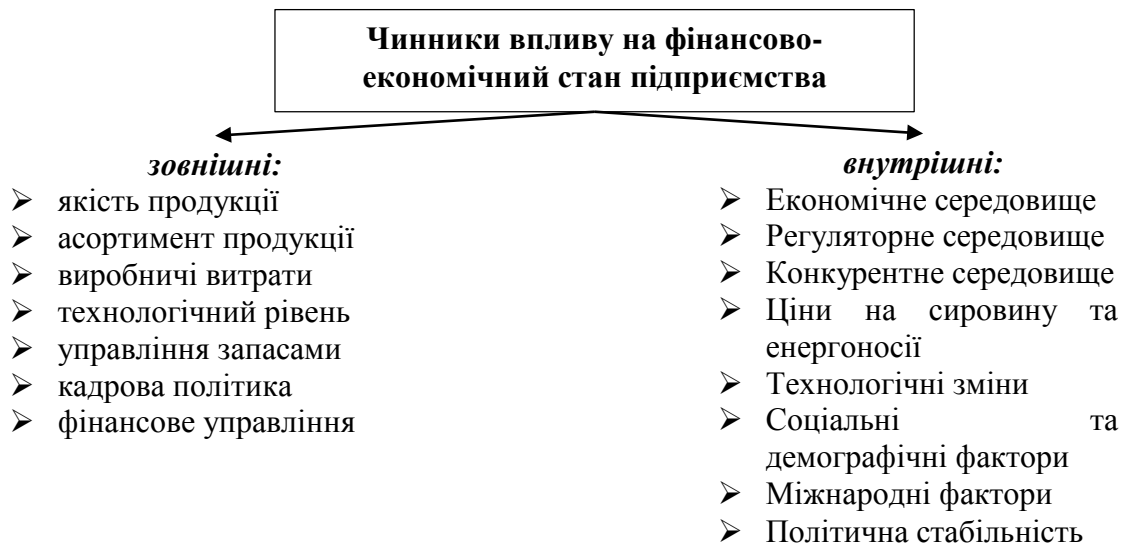 Чинники впливу на фінансово-
економічний стан підприємства
зовнішні:
➢ якість продукції
➢ асортимент продукції
➢ виробничі витрати
➢ технологічний рівень
➢ управління запасами
➢ кадрова політика
➢ фінансове управління
внутрішні:
➢ Економічне середовище
➢ Регуляторне середовище
➢ Конкурентне середовище
➢ Ціни на сировину та
енергоносії
➢ Технологічні зміни
➢ Соціальні та
демографічні фактори
➢ Міжнародні фактори
➢ Політична стабільність